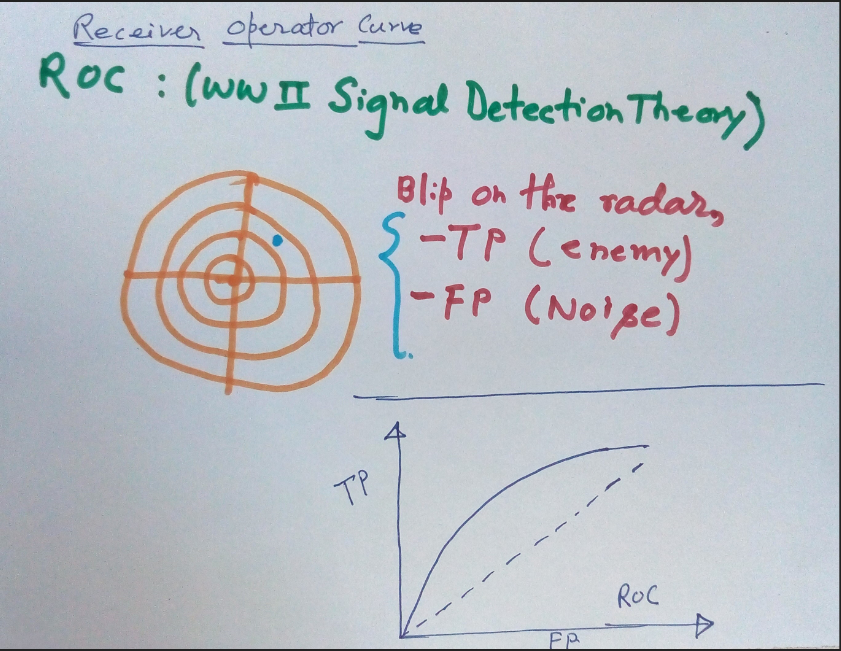 Receiver Operator Curve
ROC : (WW II Signal Detection Theory)
Blip on the radar,
- TP (enemy)
- FP (Noise)
TP
ROC
FP